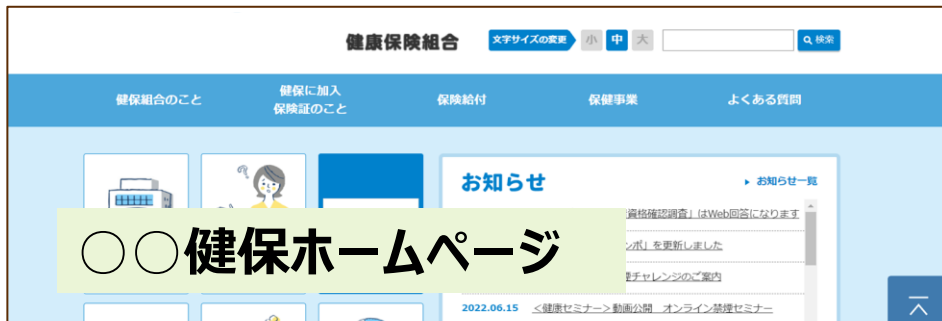 健康保険組合
文字サイズの変更 小 中 大
検索
健保組合のこと
健保に加入
保険証のこと
保険給付
保健事業
よくある質問
お知らせ
お知らせ一覧
資格確認調査」はWeb回答になります
ンポ」を更新しました
煙チャレンジのご案内
2022.06.15 <健康セミナー>動画公開 オンライン禁煙セミナー
○○健保ホームページ